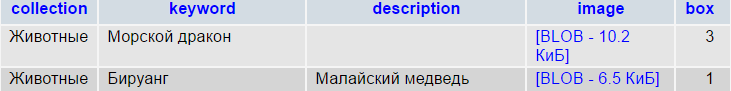 collection keyword description image box
Животные Морской дракон [BLOB - 10.2 КиБ] 3
Животные Бируанг Малайский медведь [BLOB - 6.5 КиБ] 1